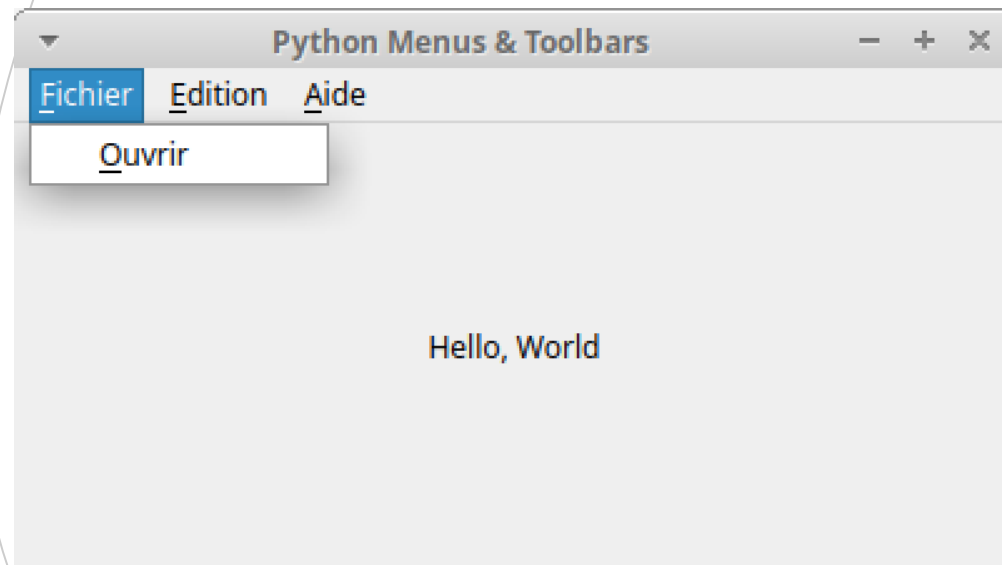 Python Menus & Toolbars
Fichier Edition Aide
Ouvrir
Hello, World